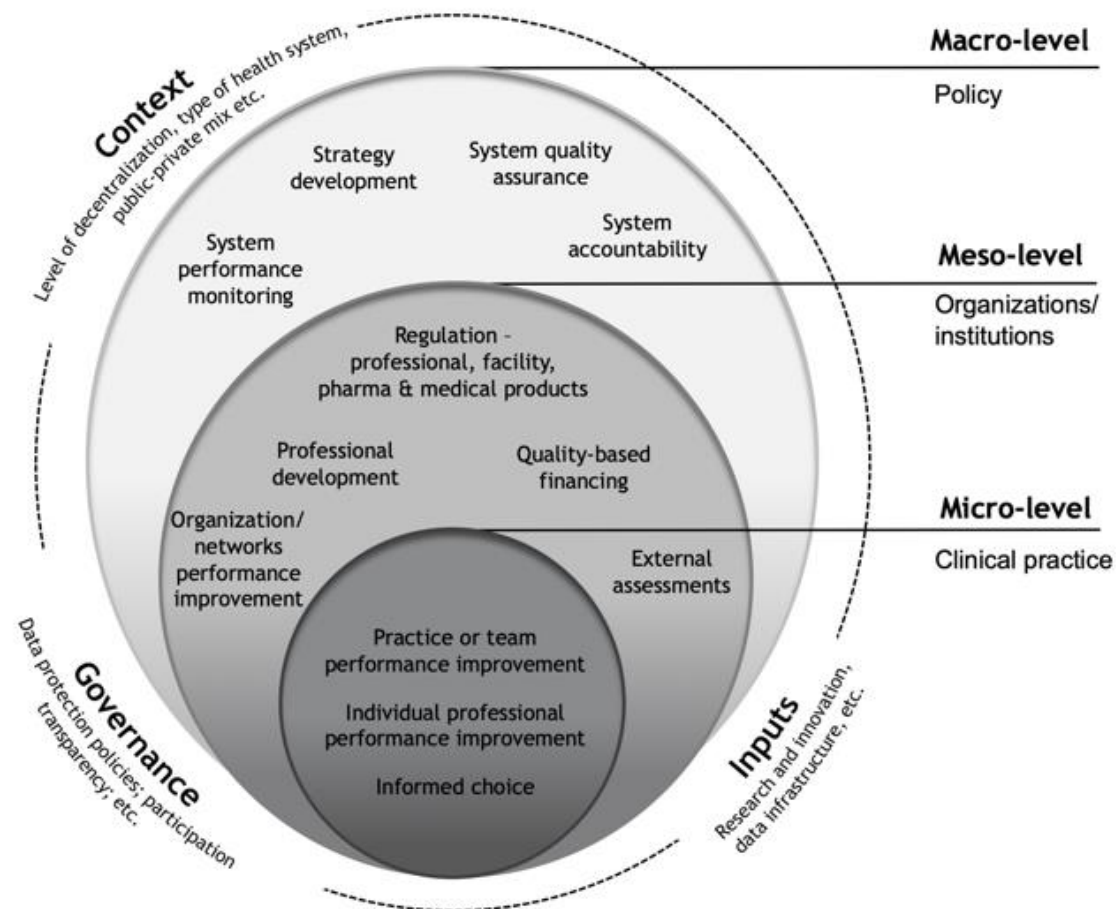 Context
Level of decentralization, type of health system,
public-private mix etc.
Macro-level
Policy
Strategy
development
System quality
assurance
System
accountability
System
performance
monitoring
Meso-level
Organizations/
institutions
Regulation –
professional, facility,
pharma & medical products
Professional
development
Quality-based
financing
Organization/
networks
performance
improvement
External
assessments
Micro-level
Clinical practice
Practice or team
performance improvement
Individual professional
performance improvement
Informed choice
Governance
Data protection policies; participation
transparency; etc.
Inputs
Research and innovation,
data infrastructure, etc.